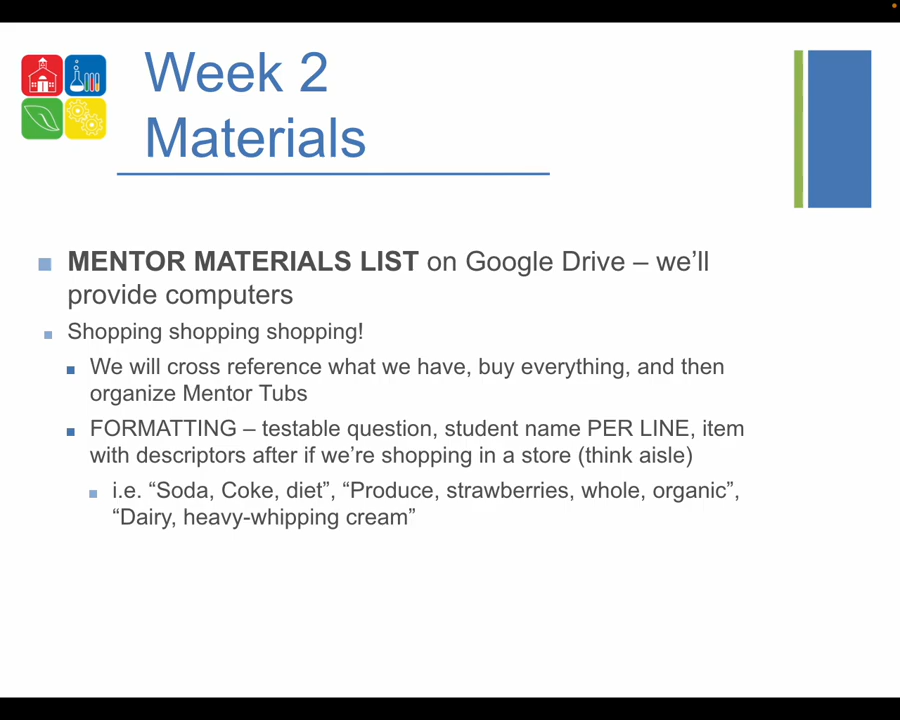 Week 2
Materials
MENTOR MATERIALS LIST on Google Drive – we’ll
provide computers
Shopping shopping shopping!
We will cross reference what we have, buy everything, and then
organize Mentor Tubs
FORMATTING – testable question, student name PER LINE, item
with descriptors after if we’re shopping in a store (think aisle)
i.e. “Soda, Coke, diet”, “Produce, strawberries, whole, organic”,
“Dairy, heavy-whipping cream”